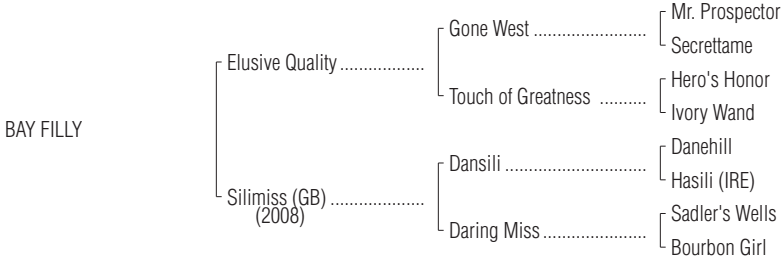 Mr. Prospector
Gone West ........................
Secrettame
Elusive Quality ..................
Hero's Honor
Touch of Greatness ..........
Ivory Wand
BAY FILLY
Danehill
Dansili ..............................
Hasili (IRE)
Silimiss (GB) ....................
(2008)
Sadler's Wells
Daring Miss ......................
Bourbon Girl